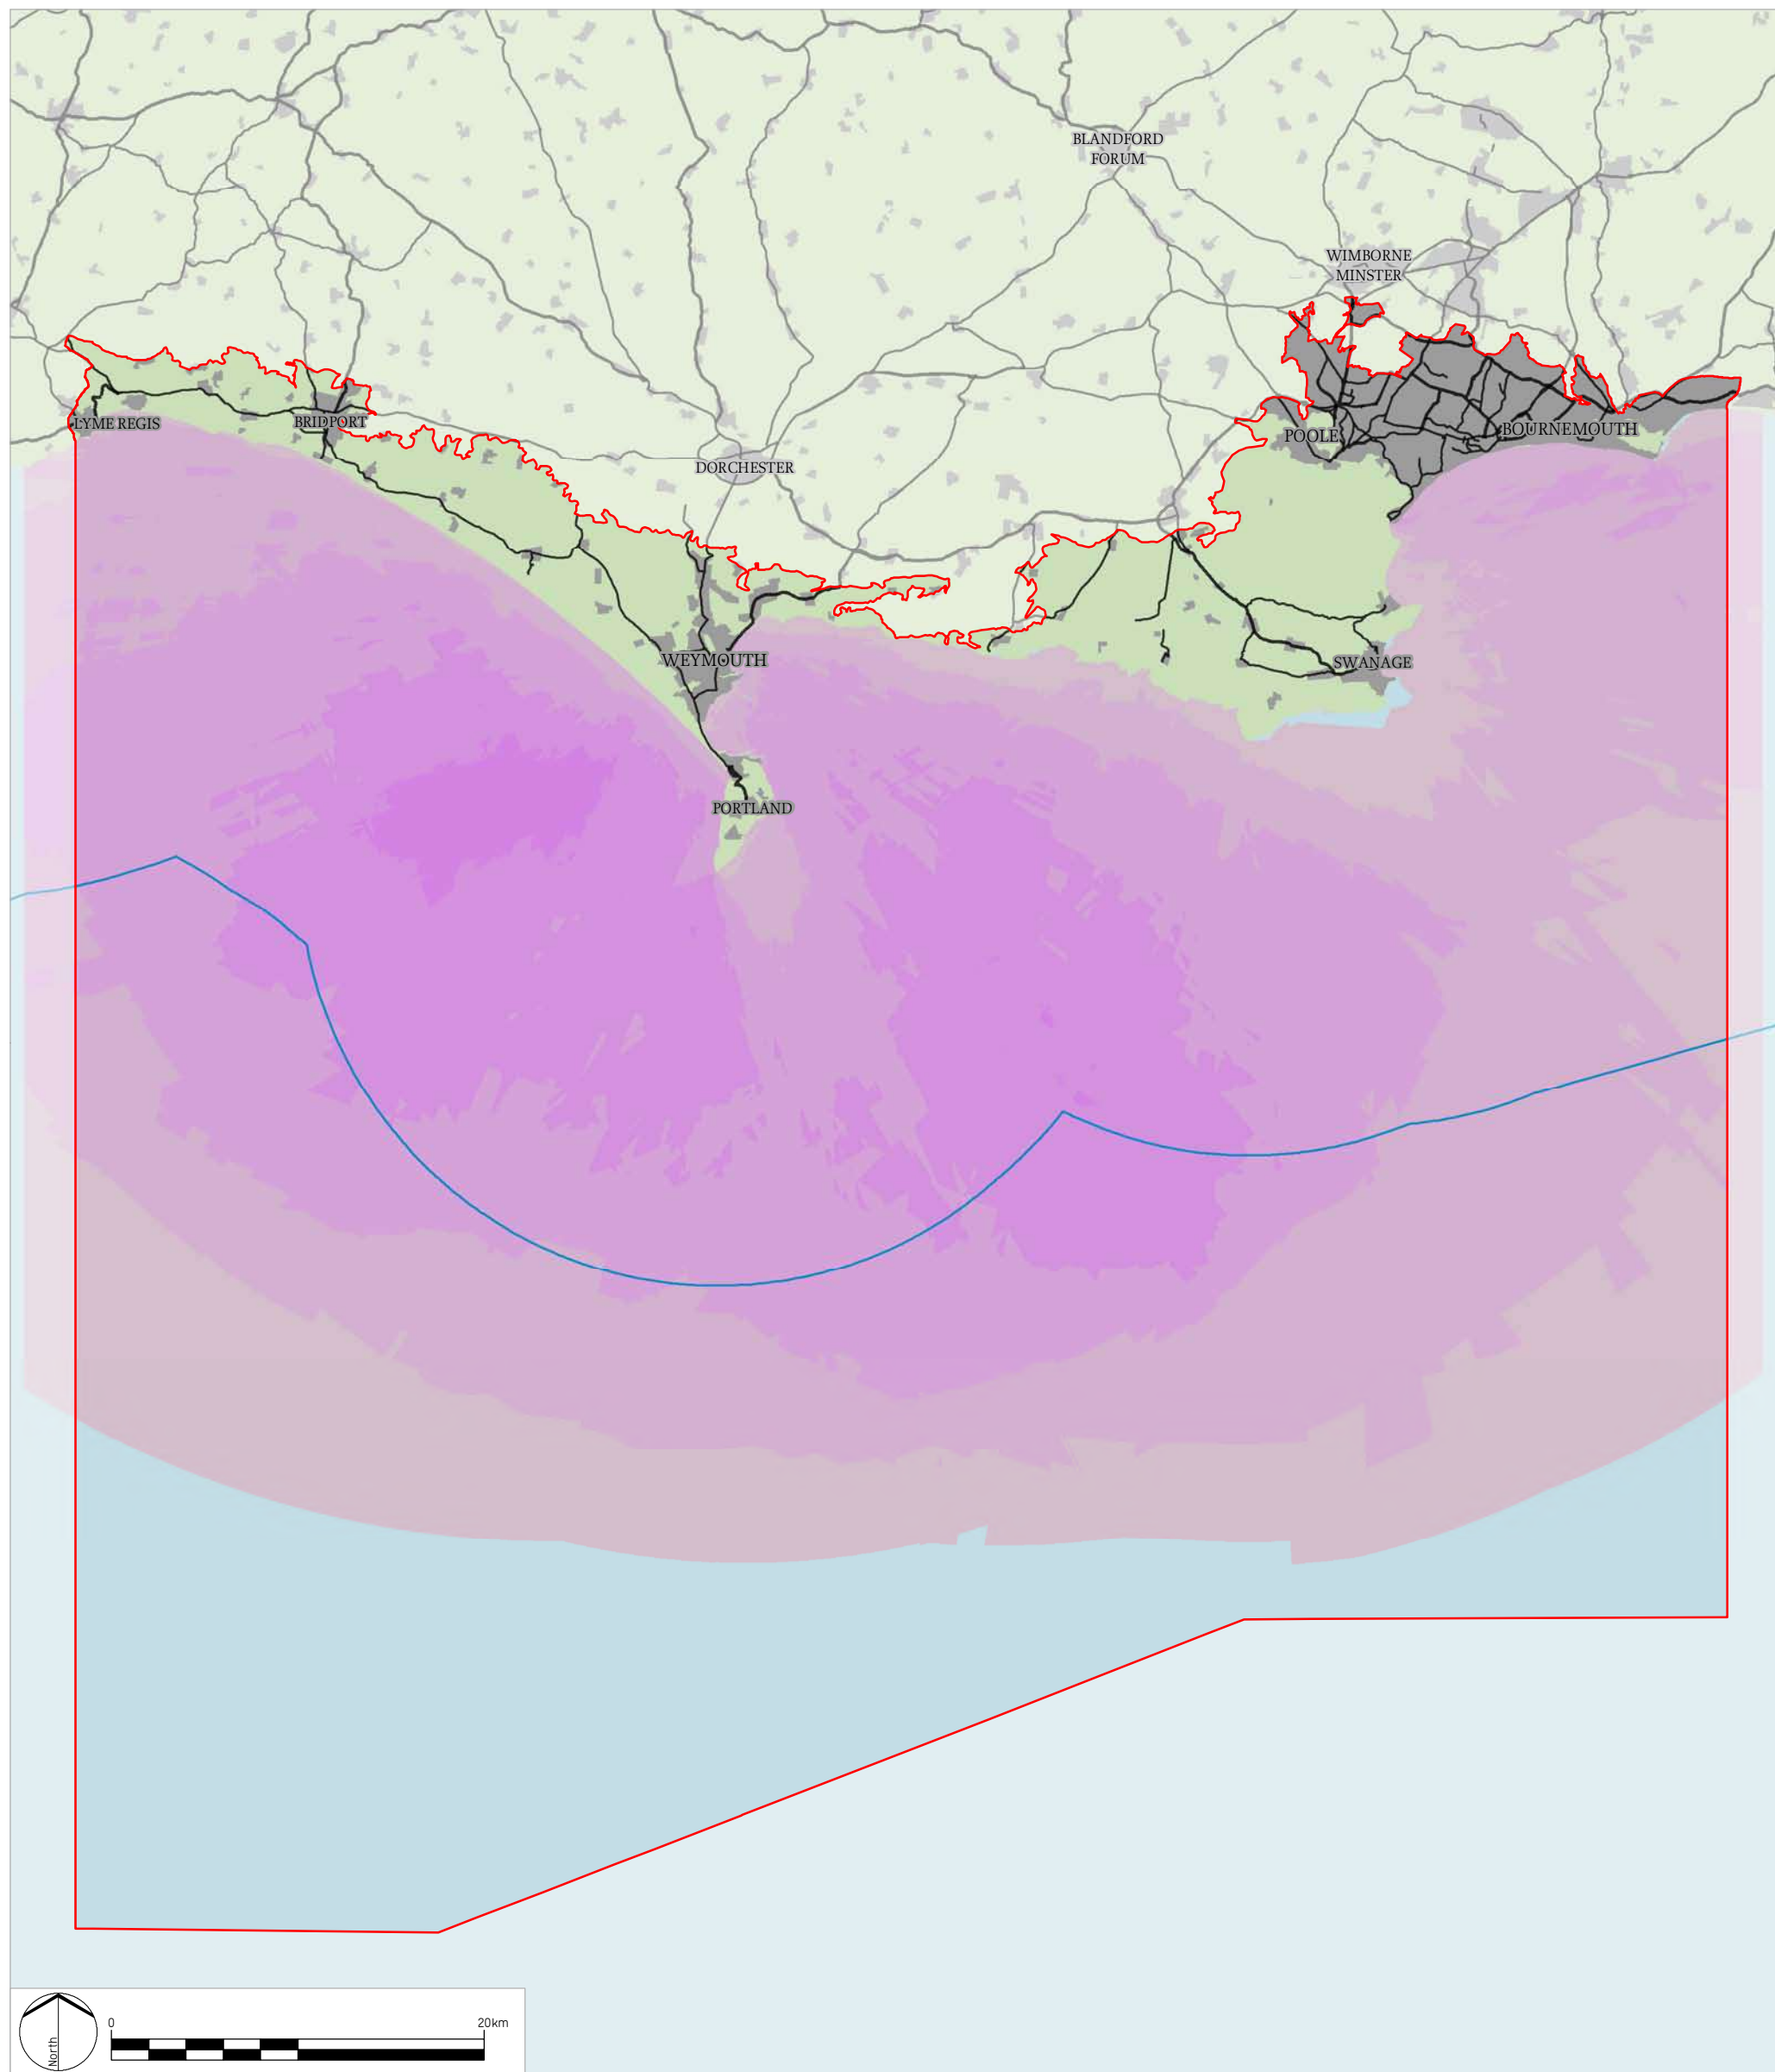 BLANDFORD
FORUM
WIMBORNE
MINSTER
LYME REGIS
BRIDPORT
POOLE
BOURNEMOUTH
DORCHESTER
WEYMOUTH
SWANAGE
PORTLAND
North
0
20km